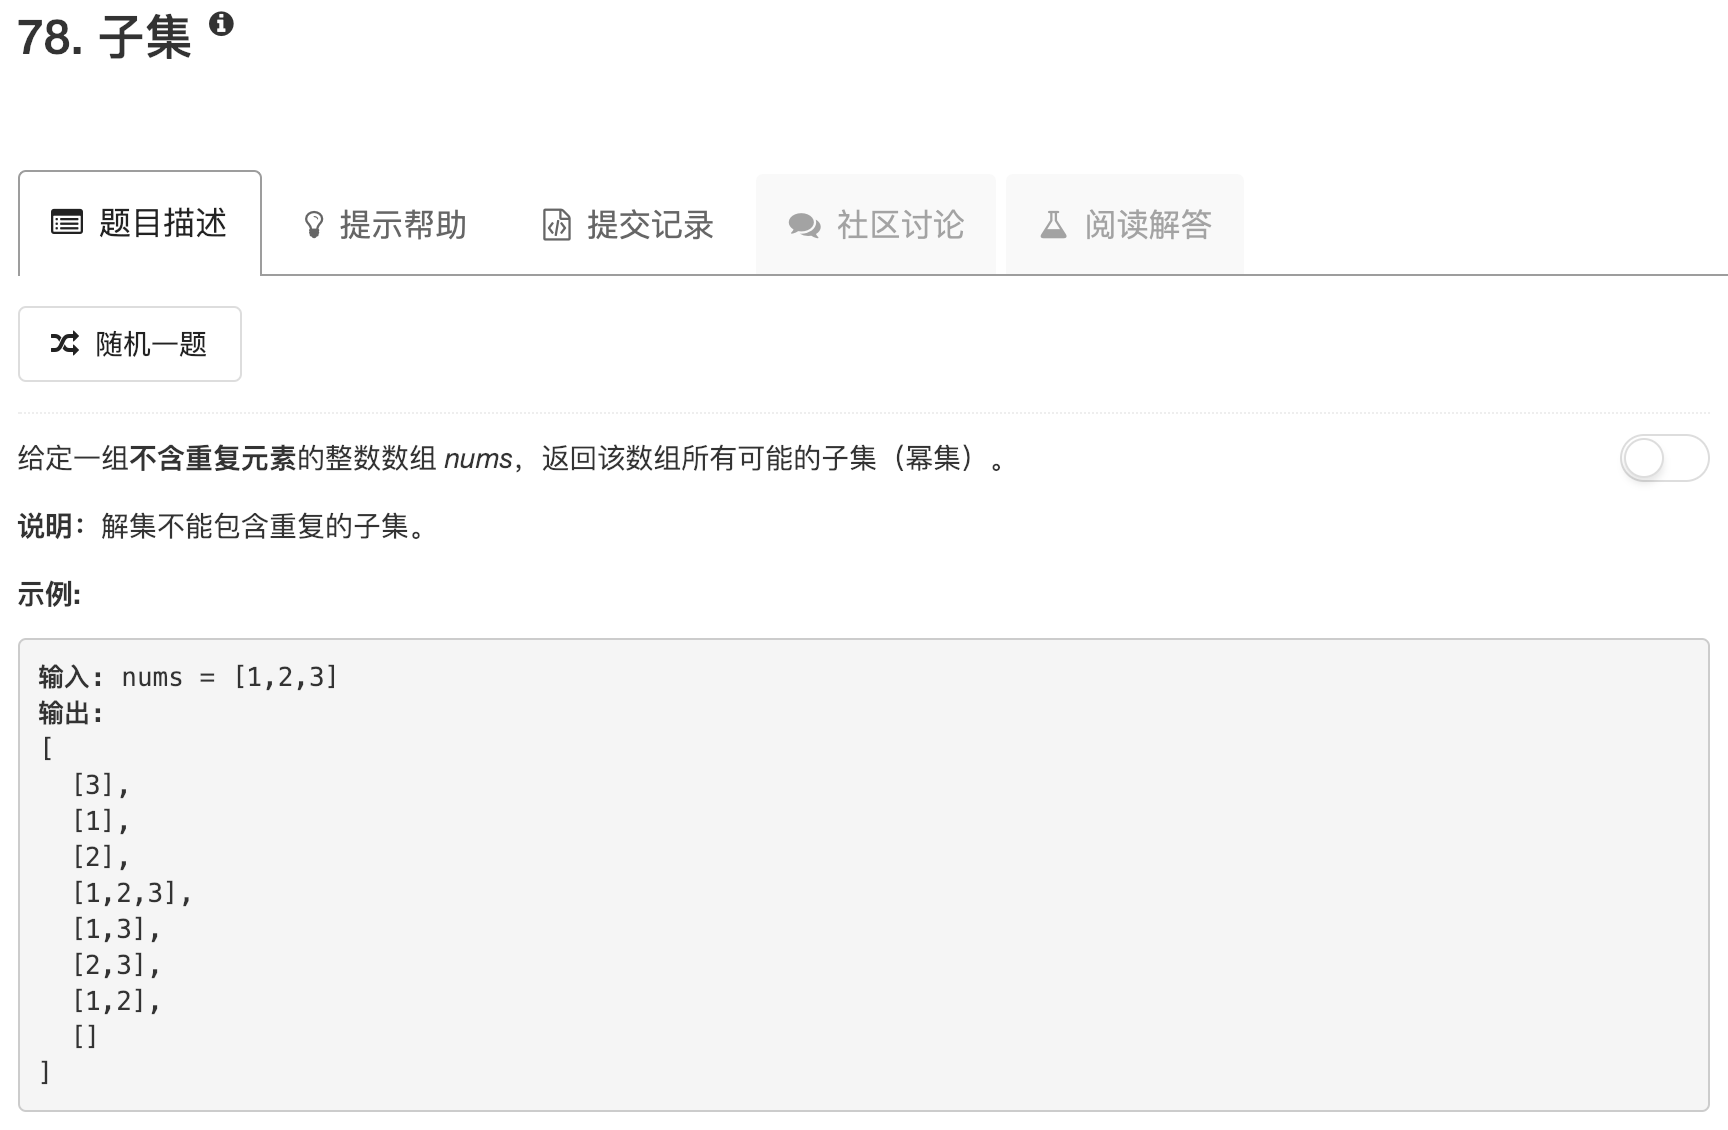 78. 子集
题目描述 提示帮助 提交记录 社区讨论 阅读解答
随机一题
给定一组不含重复元素的整数数组 nums，返回该数组所有可能的子集（幂集）。
说明：解集不能包含重复的子集。
示例:
输入: nums = [1,2,3]
输出:
[
  [3],
  [1],
  [2],
  [1,2,3],
  [1,3],
  [2,3],
  [1,2],
  []
]